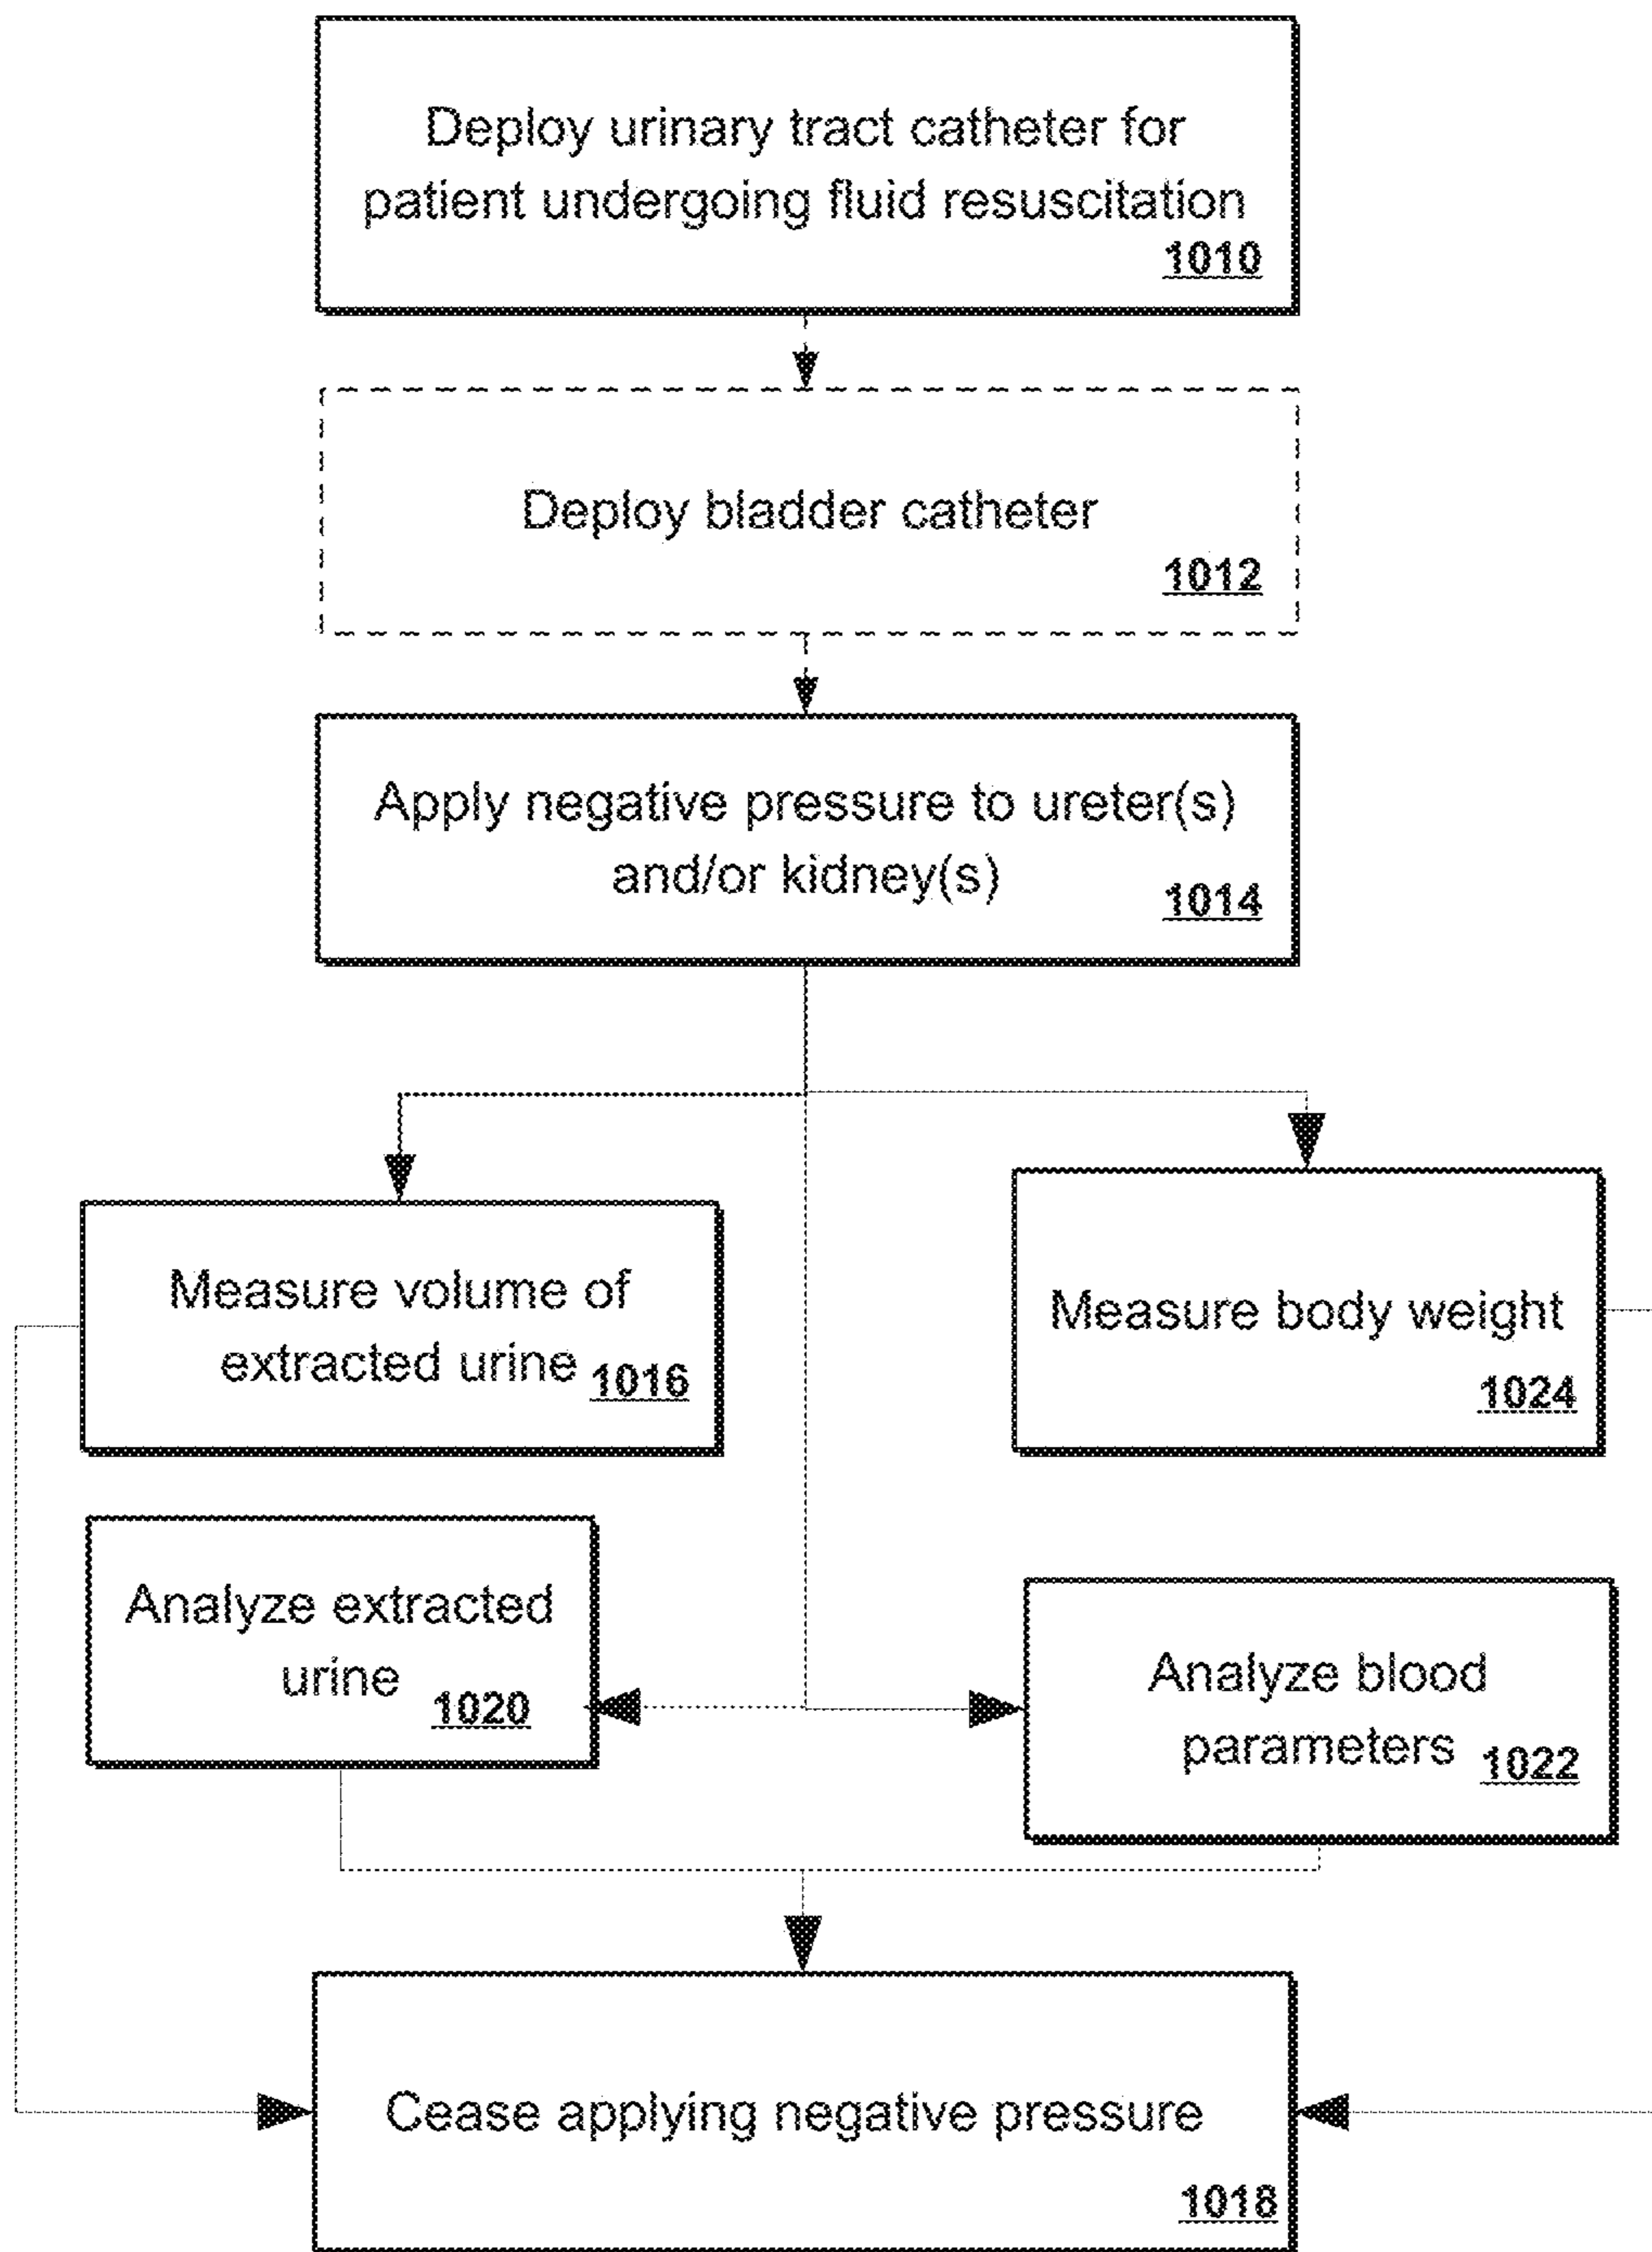 Deploy urinary tract catheter for
patient undergoing fluid resuscitation
1010
Deploy bladder catheter
1012
Apply negative pressure to ureter(s)
and/or kidney(s) 1014
Measure volume of
extracted urine 1016
Measure body weight
1024
Analyze extracted
urine 1020
Analyze blood
parameters 1022
Cease applying negative pressure
1018